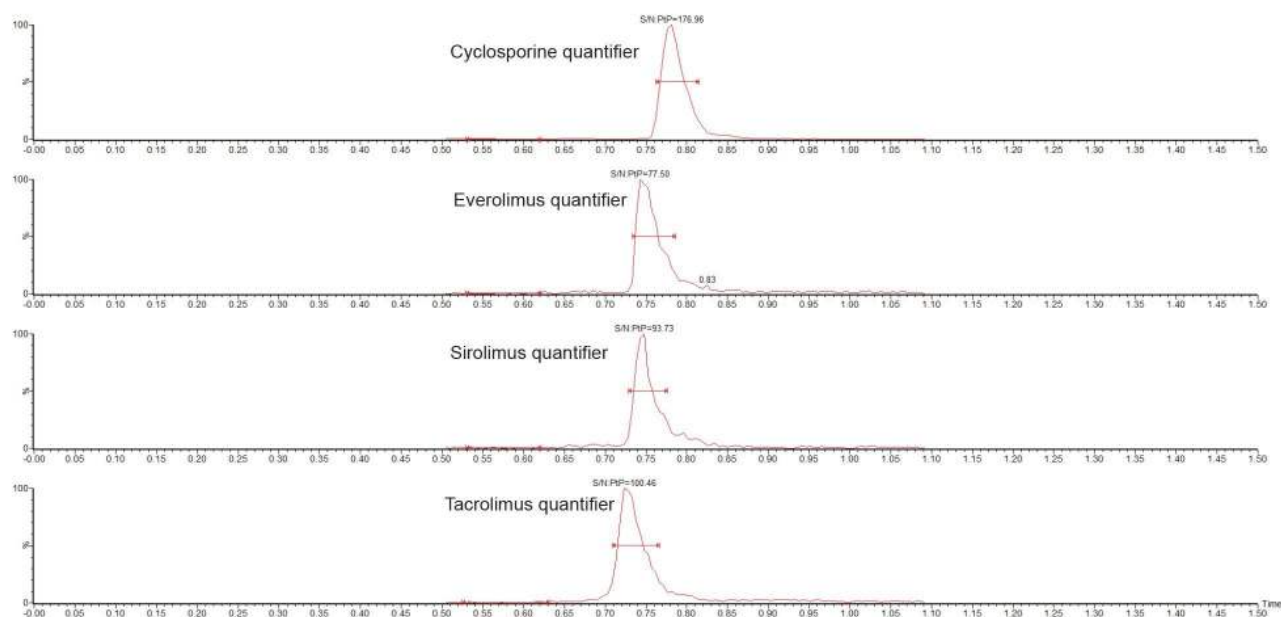 S/N:PtP=176.96
100
Cyclosporine quantifier
%
0
-0.00 0.05 0.10 0.15 0.20 0.25 0.30 0.35 0.40 0.45 0.50 0.55 0.60 0.65 0.70 0.75 0.80 0.85 0.90 0.95 1.00 1.05 1.10 1.15 1.20 1.25 1.30 1.35 1.40 1.45 1.50
S/N:PtP=77.50
100
Everolimus quantifier
%
0.83
0
-0.00 0.05 0.10 0.15 0.20 0.25 0.30 0.35 0.40 0.45 0.50 0.55 0.60 0.65 0.70 0.75 0.80 0.85 0.90 0.95 1.00 1.05 1.10 1.15 1.20 1.25 1.30 1.35 1.40 1.45 1.50
S/N:PtP=93.73
100
Sirolimus quantifier
%
0
-0.00 0.05 0.10 0.15 0.20 0.25 0.30 0.35 0.40 0.45 0.50 0.55 0.60 0.65 0.70 0.75 0.80 0.85 0.90 0.95 1.00 1.05 1.10 1.15 1.20 1.25 1.30 1.35 1.40 1.45 1.50
S/N:PtP=100.46
100
Tacrolimus quantifier
%
0 Time
-0.00 0.05 0.10 0.15 0.20 0.25 0.30 0.35 0.40 0.45 0.50 0.55 0.60 0.65 0.70 0.75 0.80 0.85 0.90 0.95 1.00 1.05 1.10 1.15 1.20 1.25 1.30 1.35 1.40 1.45 1.50